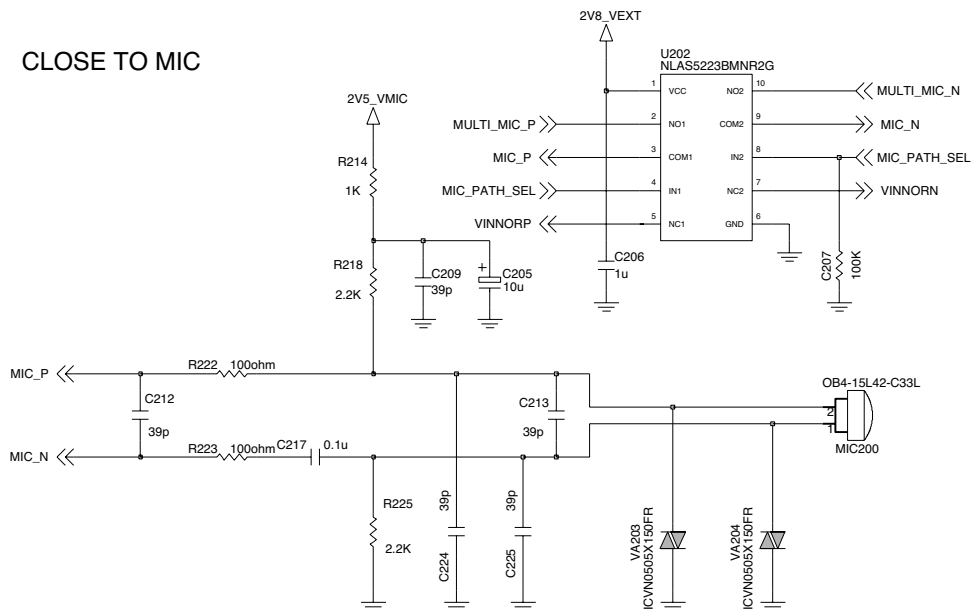 CLOSE TO MIC
2V8_VEXT
U202
NLAS5223BMNR2G
1 VCC NO2 10 MULTI_MIC_N
MULTI_MIC_P 2 NO1 COM2 9 MIC_N
MIC_P 3 COM1 IN2 8 MIC_PATH_SEL
MIC_PATH_SEL 4 IN1 NC2 7 VINNORN
VINNORP 5 NC1 GND 6
C206
1u
C207
100K
2V5_VMIC
R214
1K
R218
2.2K
C209
39p
+
C205
10u
MIC_P
R222 100ohm
C212
39p
MIC_N
R223 100ohm
C217 0.1u
C213
39p
R225
2.2K
39p
C224
39p
C225
OB4-15L42-C33L
2
1
MIC200
VA203
ICVN0505X150FR
VA204
ICVN0505X150FR